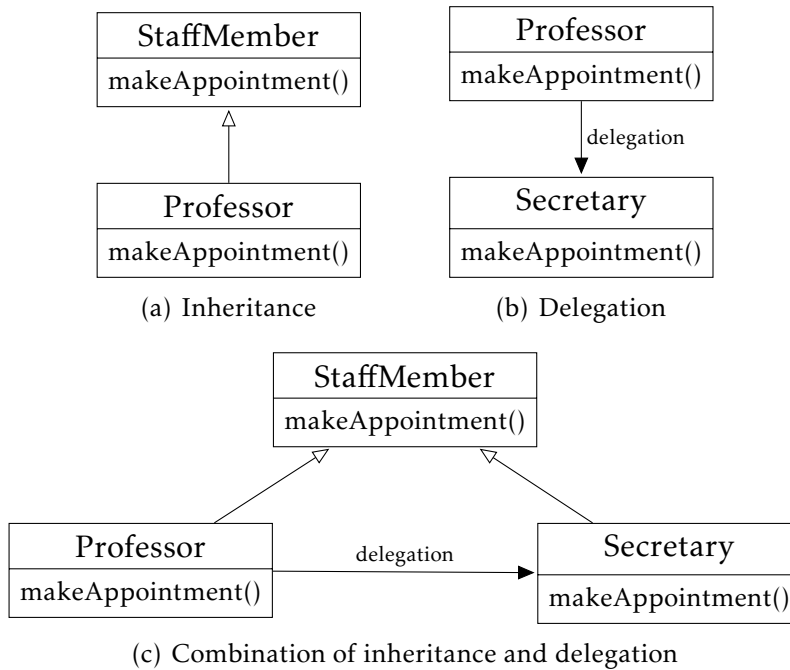 StaffMember
makeAppointment()
Professor
makeAppointment()
(a) Inheritance
Professor
makeAppointment()
delegation
Secretary
makeAppointment()
(b) Delegation
StaffMember
makeAppointment()
Professor
makeAppointment()
delegation
Secretary
makeAppointment()
(c) Combination of inheritance and delegation